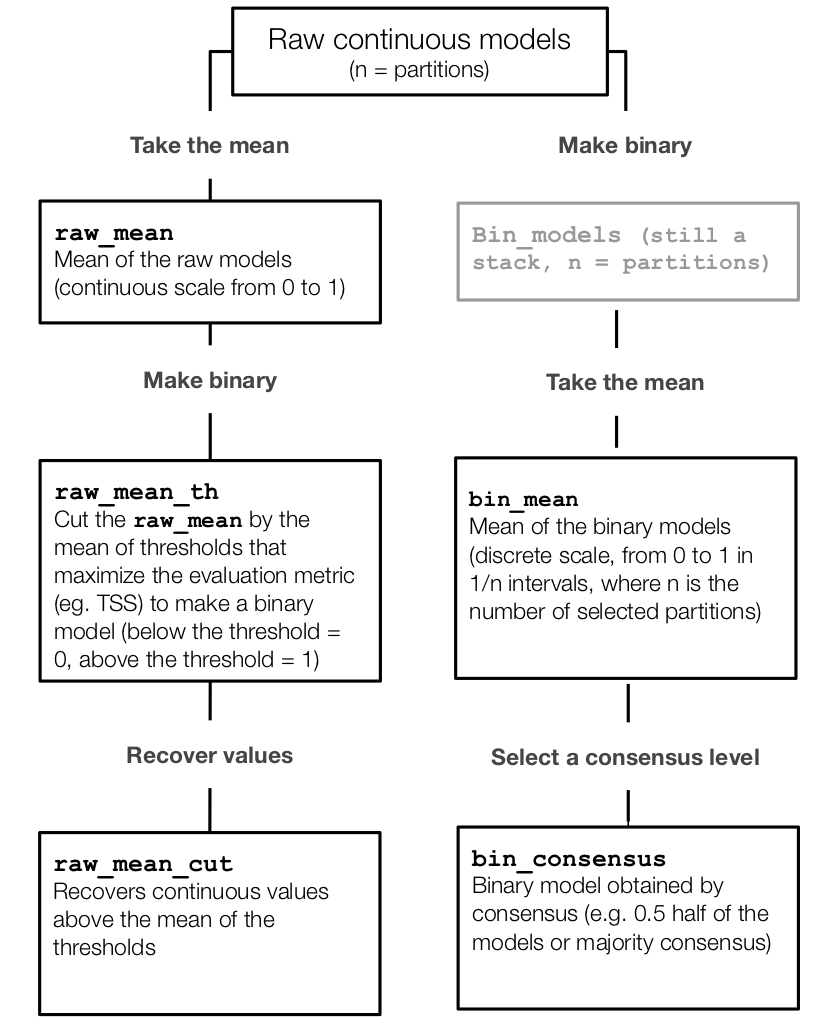 Raw continuous models
(n = partitions)
Take the mean
Make binary
raw_mean
Mean of the raw models
(continuous scale from 0 to 1)
Bin_models (still a
stack, n = partitions)
Make binary
Take the mean
raw_mean_th
Cut the raw_mean by the
mean of thresholds that
maximize the evaluation metric
(eg. TSS) to make a binary
model (below the threshold =
0, above the threshold = 1)
bin_mean
Mean of the binary models
(discrete scale, from 0 to 1 in
1/n intervals, where n is the
number of selected partitions)
Recover values
Select a consensus level
raw_mean_cut
Recovers continuous values
above the mean of the
thresholds
bin_consensus
Binary model obtained by
consensus (e.g. 0.5 half of the
models or majority consensus)